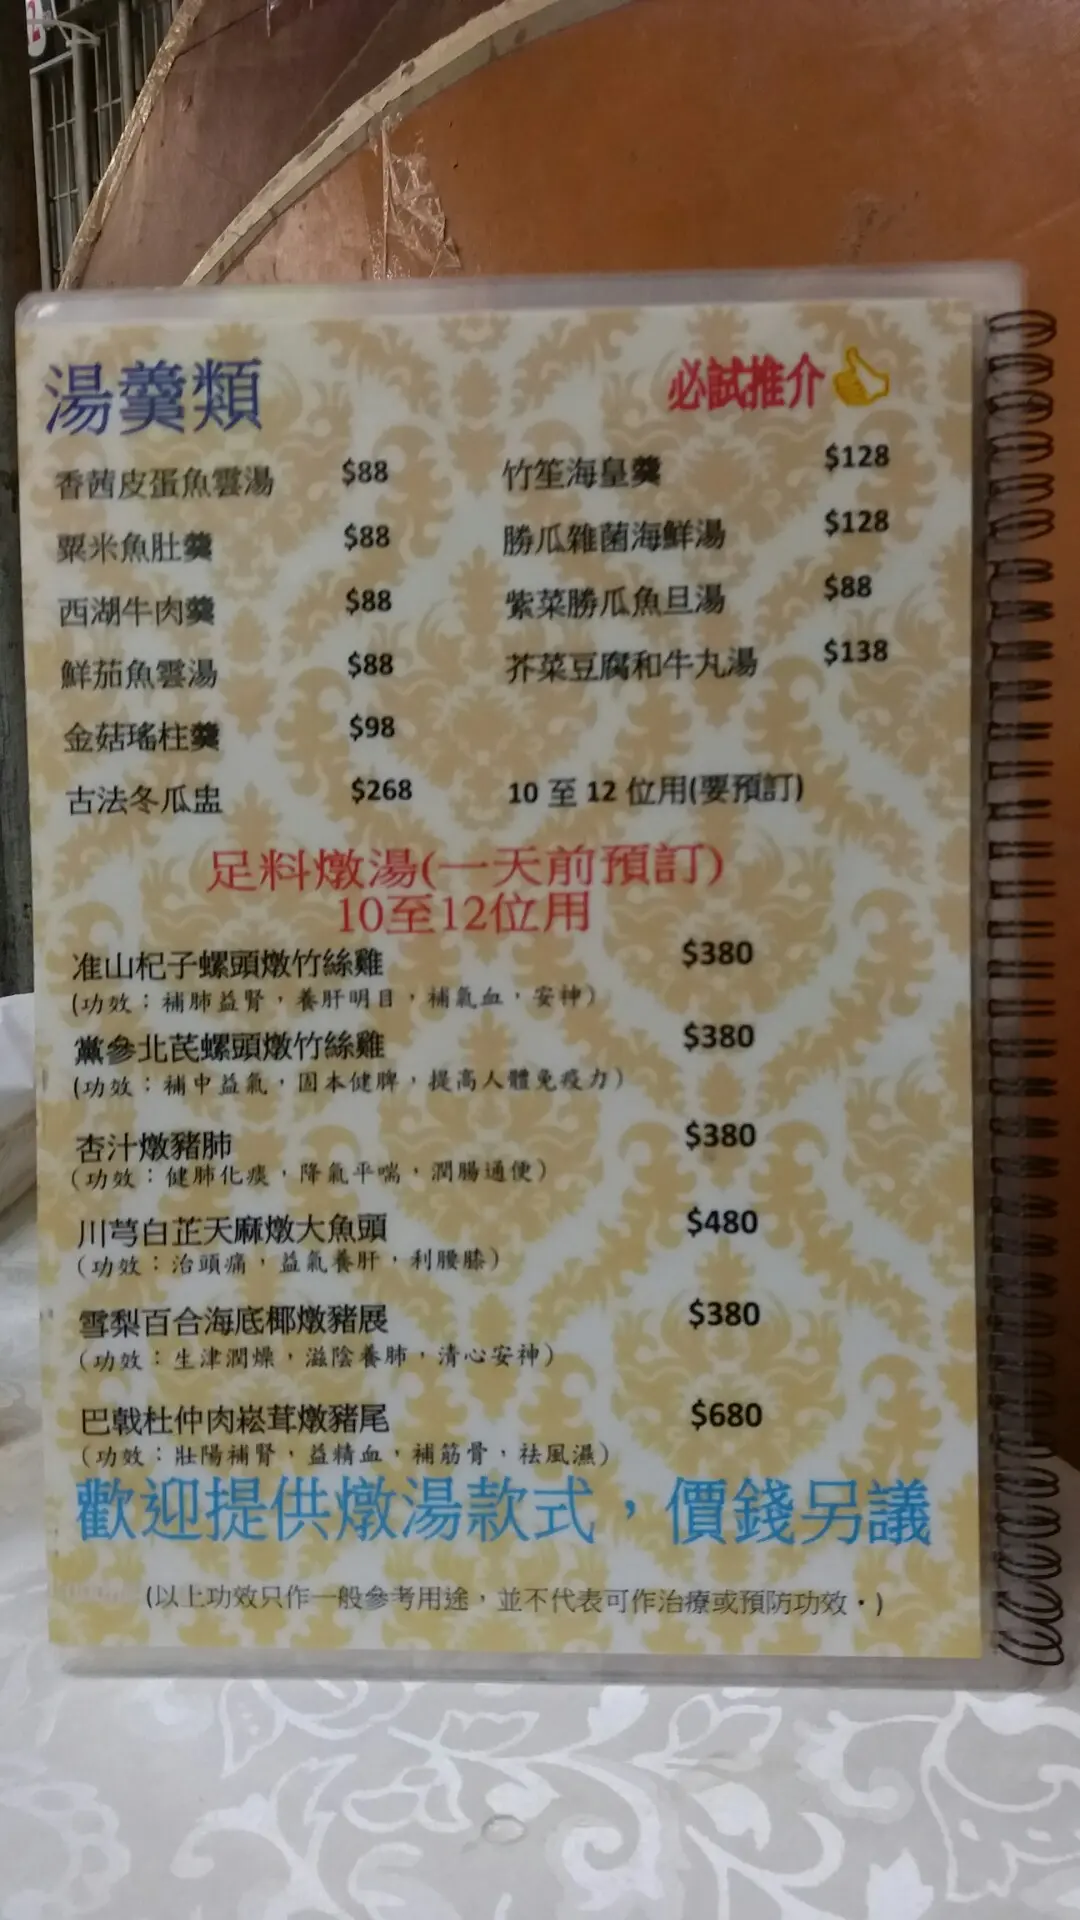 湯羹類
必試推介
香茜皮蛋魚雲湯 $88 竹笙海皇羹 $128
粟米魚肚羹 $88 勝瓜雜菌海鮮湯 $128
西湖牛肉羹 $88 紫菜勝瓜魚旦湯 $88
鮮茄魚雲湯 $88 芥菜豆腐和牛丸湯 $138
金菇瑤柱羹 $98
古法冬瓜盅 $268 10 至 12 位用(要預訂)
足料燉湯(一天前預訂)
10至12位用
准山杞子螺頭燉竹絲雞 $380
(功效：補肺益腎，養肝明目，補氣血，安神)
黨參北芪螺頭燉竹絲雞 $380
(功效：補中益氣，固本健脾，提高人體免疫力)
杏汁燉豬肺 $380
(功效：健肺化痰，降氣平喘，潤腸通便)
川芎白芷天麻燉大魚頭 $480
(功效：治頭痛，益氣養肝，利腰膝)
雪梨百合海底椰燉豬展 $380
(功效：生津潤燥，滋陰養肺，清心安神)
巴戟杜仲肉崧茸燉豬尾 $680
(功效：壯陽補腎，益精血，補筋骨，祛風濕)
歡迎提供燉湯款式，價錢另議
(以上功效只作一般參考用途，並不代表可作治療或預防功效。)